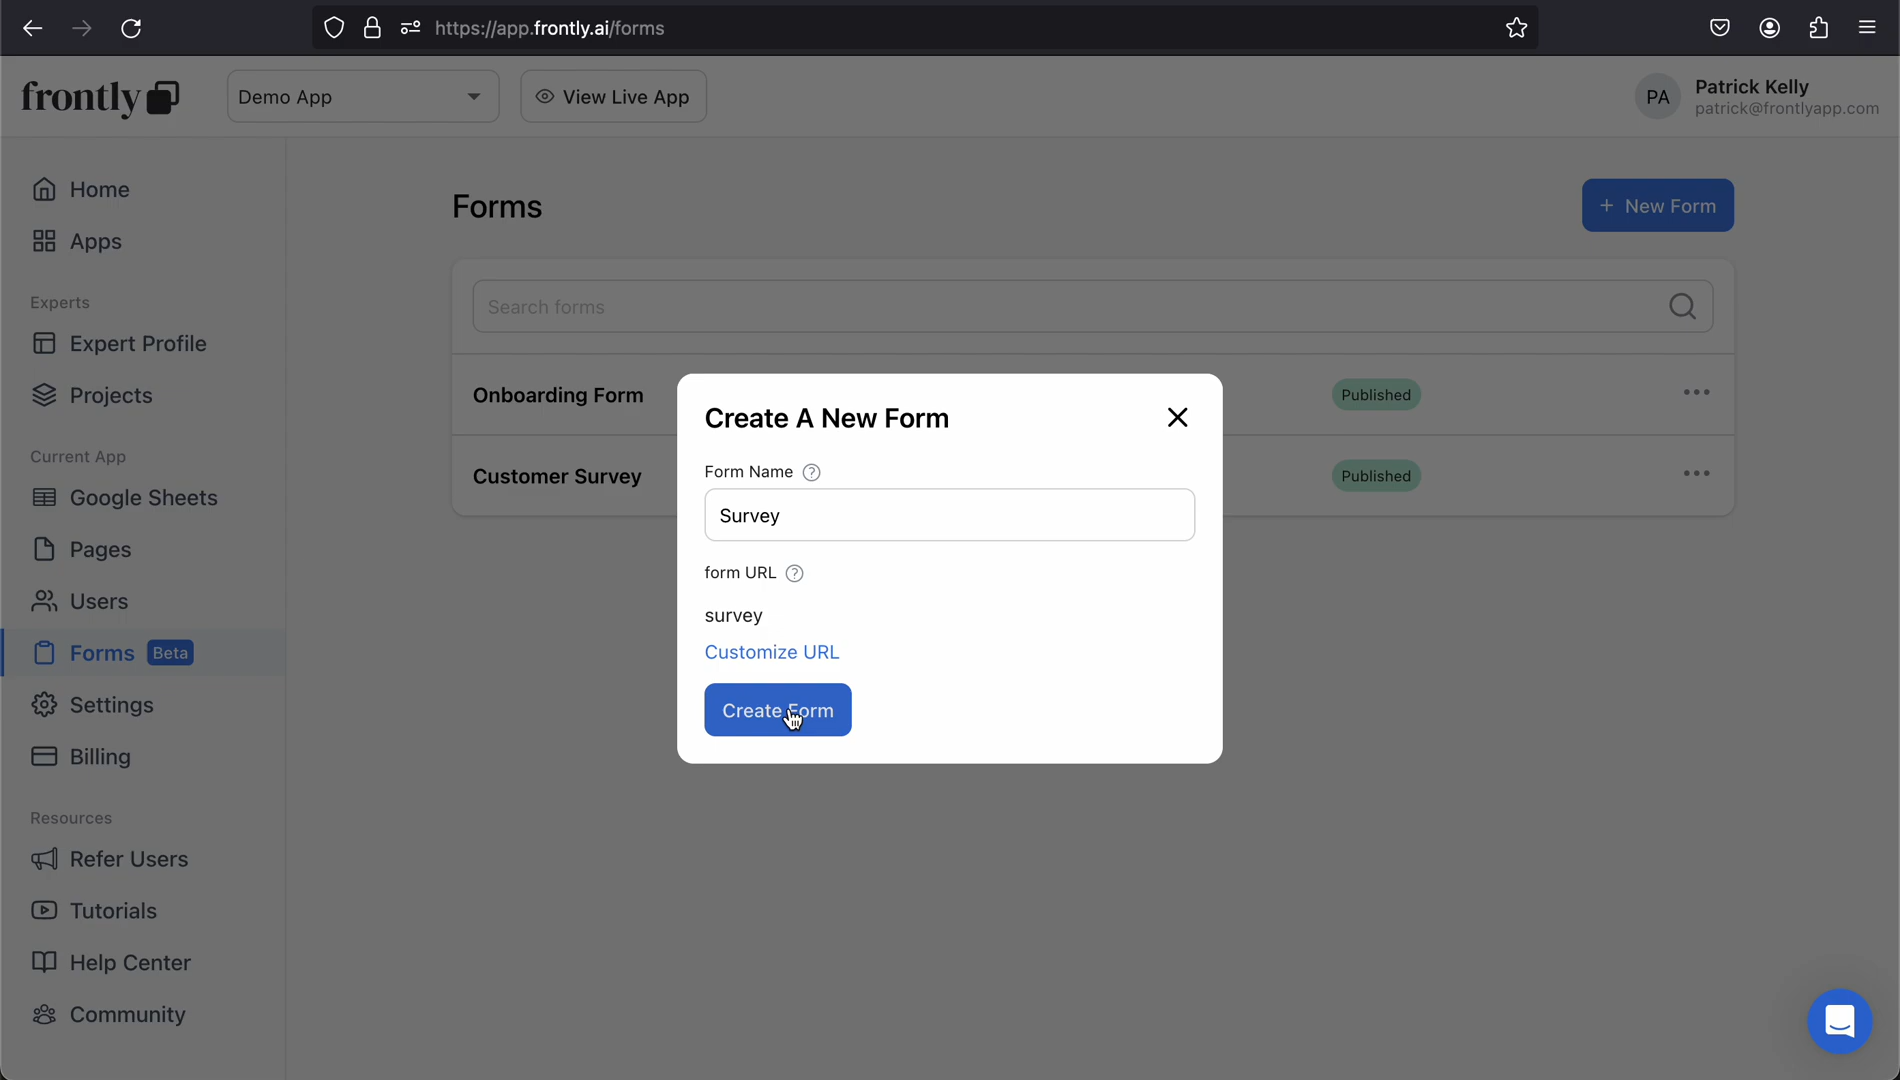 https://app.frontly.ai/forms
frontly
Demo App
View Live App
PA
Patrick Kelly
patrick@frontlyapp.com
Home
Apps
Experts
Expert Profile
Projects
Current App
Google Sheets
Pages
Users
Forms Beta
Settings
Billing
Resources
Refer Users
Tutorials
Help Center
Community
Forms
+ New Form
Search forms
Onboarding Form
Published
Customer Survey
Published
Create A New Form
Form Name ?
Survey
form URL ?
survey
Customize URL
Create Form